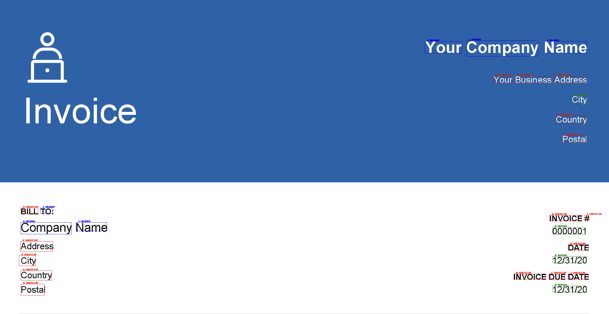 Your Company Name
Invoice
Your Business Address
City
Country
Postal
BILL TO:
Company Name
Address
City
Country
Postal
INVOICE #
0000001
DATE
12/31/20
INVOICE DUE DATE
12/31/20